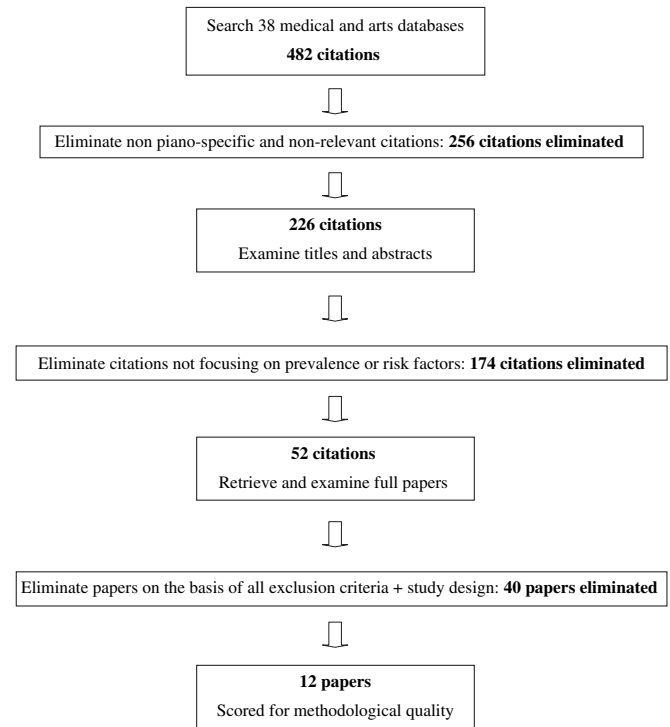 Search 38 medical and arts databases
482 citations
Eliminate non piano-specific and non-relevant citations: 256 citations eliminated
226 citations
Examine titles and abstracts
Eliminate citations not focusing on prevalence or risk factors: 174 citations eliminated
52 citations
Retrieve and examine full papers
Eliminate papers on the basis of all exclusion criteria + study design: 40 papers eliminated
12 papers
Scored for methodological quality